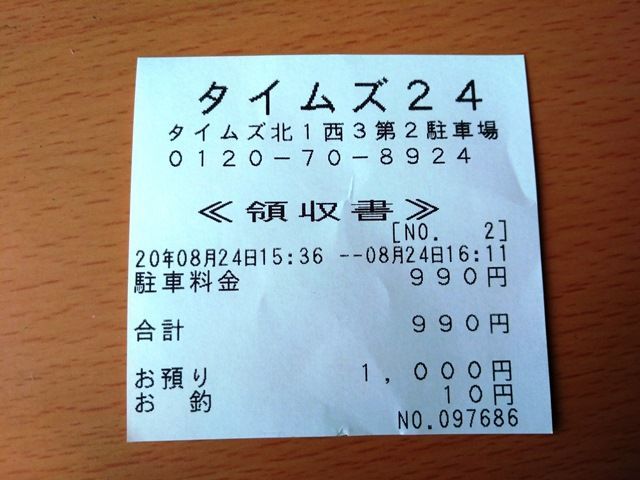 タイムズ２４
タイムズ北１西３第２駐車場
０１２０－７０－８９２４
≪領収書≫
[NO. 2]
20年08月24日15:36 --08月24日16:11
駐車料金 ９９０円
合計 ９９０円
お預り １，０００円
お 釣 １０円
NO.097686